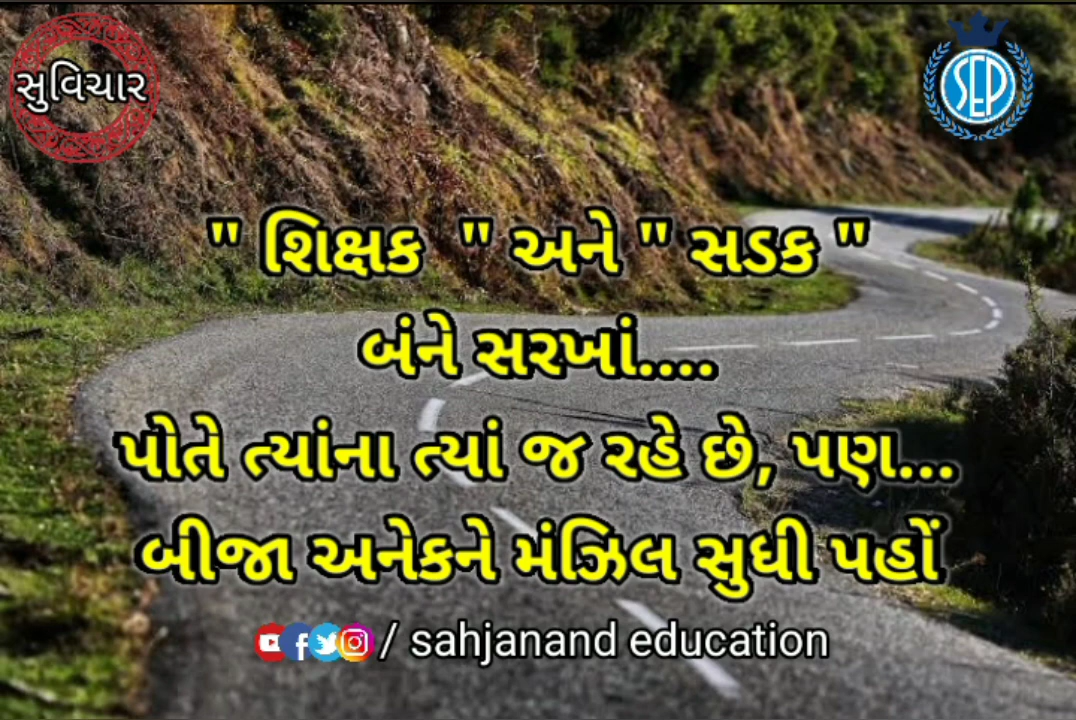 સુવિચાર
SEP
" શિક્ષક " અને " સડક "
બંને સરખાં....
પોતે ત્યાંના ત્યાં જ રહે છે, પણ...
બીજા અનેકને મંઝિલ સુધી પહોં
/ sahjanand education